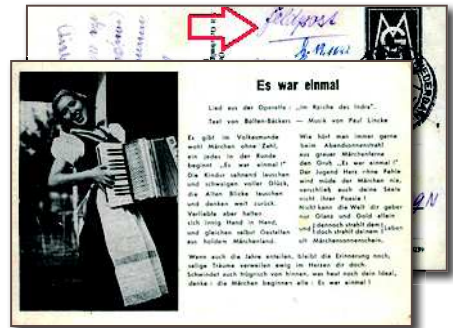 Feldpost
Es war einmal
Lied aus der Operette : „Im Reiche des Indra".
Text von Bolten-Bäckers — Musik von Paul Lincke
Es gibt im Volksmunde
wohl Märchen ohne Zahl,
ein jedes in der Runde
beginnt „Es war einmal !"
Die Kinder sehnend lauschen
und schweigen voller Glück,
die Alten Blicke tauschen
und denken weit zurück.
Verliebte aber halten
sich innig Hand in Hand,
und gleichen selbst Gestalten
aus holdem Märchenland.
Wie hört man immer gerne
beim Abendsonnenstrahl
aus grauer Märchenferne
den Gruß „Es war einmal !"
Der Jugend Herz ohne Fehle
wird müde der Märchen nie,
verschließ auch deine Seele
nicht ihrer Poesie !
Nicht kann die Welt dir geben
nur Glanz und Gold allein
und dennoch strahlt dem Leben
doch strahlt deinem
alt Märchensonnenschein.
Wenn auch die Jahre enteilen, bleibt die Erinnerung noch,
selige Träume verweilen ewig im Herzen dir doch.
Schwindet auch trügrisch von hinnen, was heut noch dein Ideal,
denke : die Märchen beginnen alle : Es war einmal !